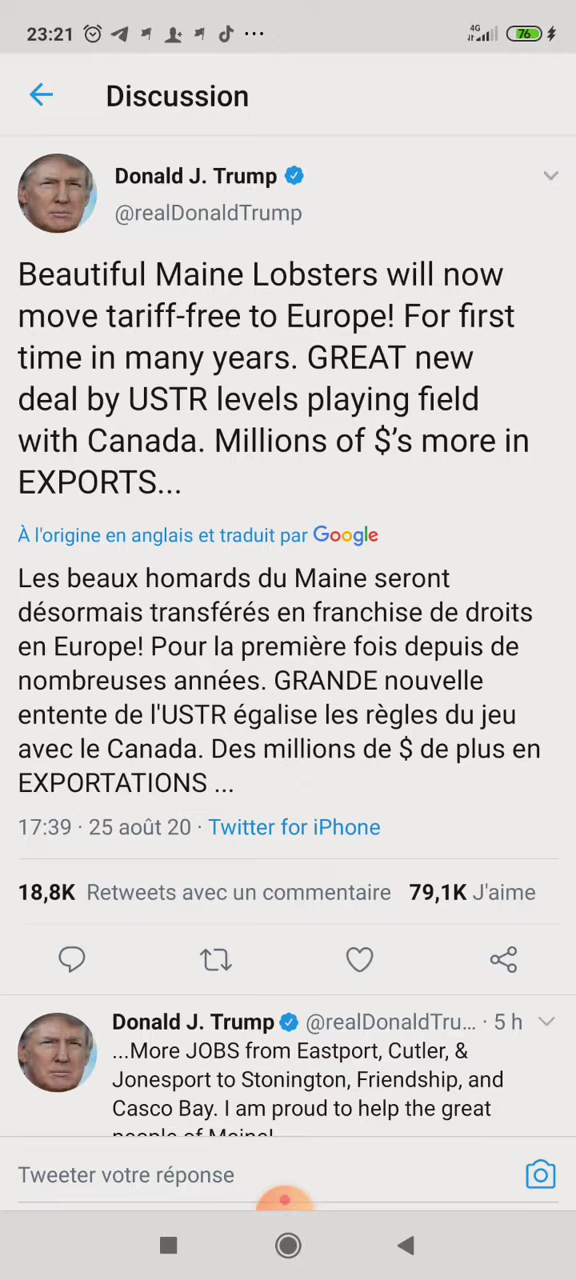 23:21
4G
76
Discussion
Donald J. Trump
@realDonaldTrump
Beautiful Maine Lobsters will now
move tariff-free to Europe! For first
time in many years. GREAT new
deal by USTR levels playing field
with Canada. Millions of $’s more in
EXPORTS...
À l'origine en anglais et traduit par Google
Les beaux homards du Maine seront
désormais transférés en franchise de droits
en Europe! Pour la première fois depuis de
nombreuses années. GRANDE nouvelle
entente de l'USTR égalise les règles du jeu
avec le Canada. Des millions de $ de plus en
EXPORTATIONS ...
17:39 · 25 août 20 · Twitter for iPhone
18,8K Retweets avec un commentaire 79,1K J'aime
Donald J. Trump @realDonaldTru... · 5 h
...More JOBS from Eastport, Cutler, &
Jonesport to Stonington, Friendship, and
Casco Bay. I am proud to help the great
people of Maine!
Tweeter votre réponse